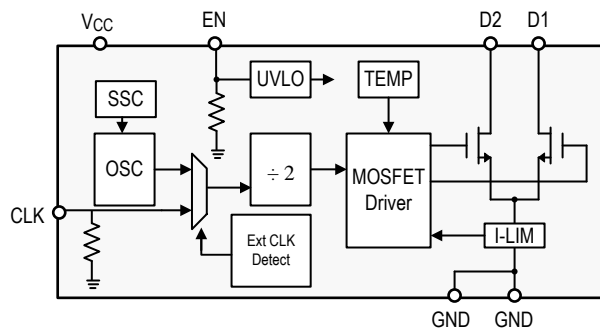 VCC
EN
D2
D1
SSC
UVLO
TEMP
OSC
÷ 2
MOSFET
Driver
CLK
Ext CLK
Detect
I-LIM
GND
GND